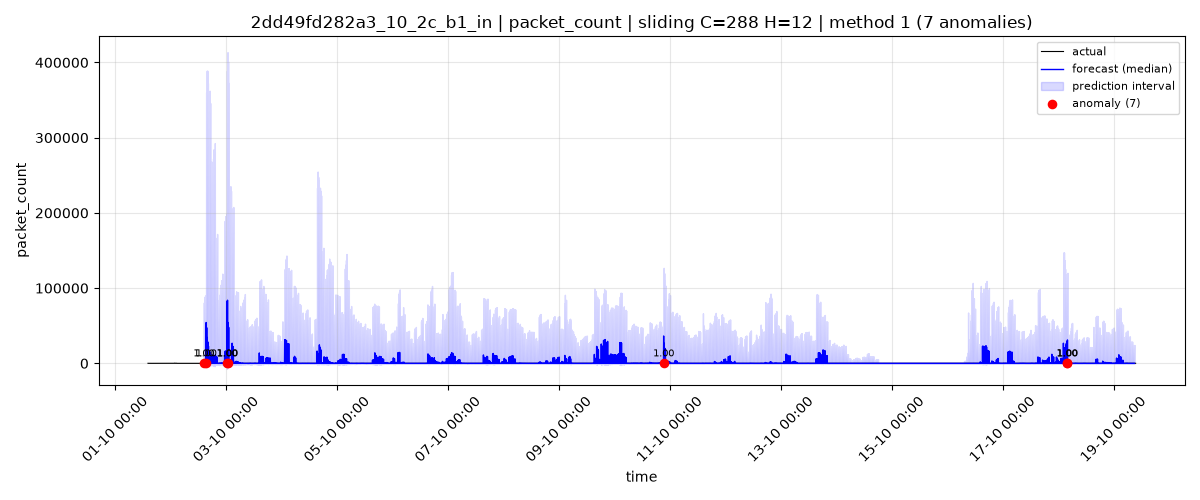 2dd49fd282a3_10_2c_b1_in | packet_count | sliding C=288 H=12 | method 1 (7 anomalies)
actual
forecast (median)
prediction interval
anomaly (7)
packet_count
400000
300000
200000
100000
0
1.00
1.00
01-10 00:00
03-10 00:00
05-10 00:00
07-10 00:00
09-10 00:00
11-10 00:00
13-10 00:00
15-10 00:00
17-10 00:00
19-10 00:00
time